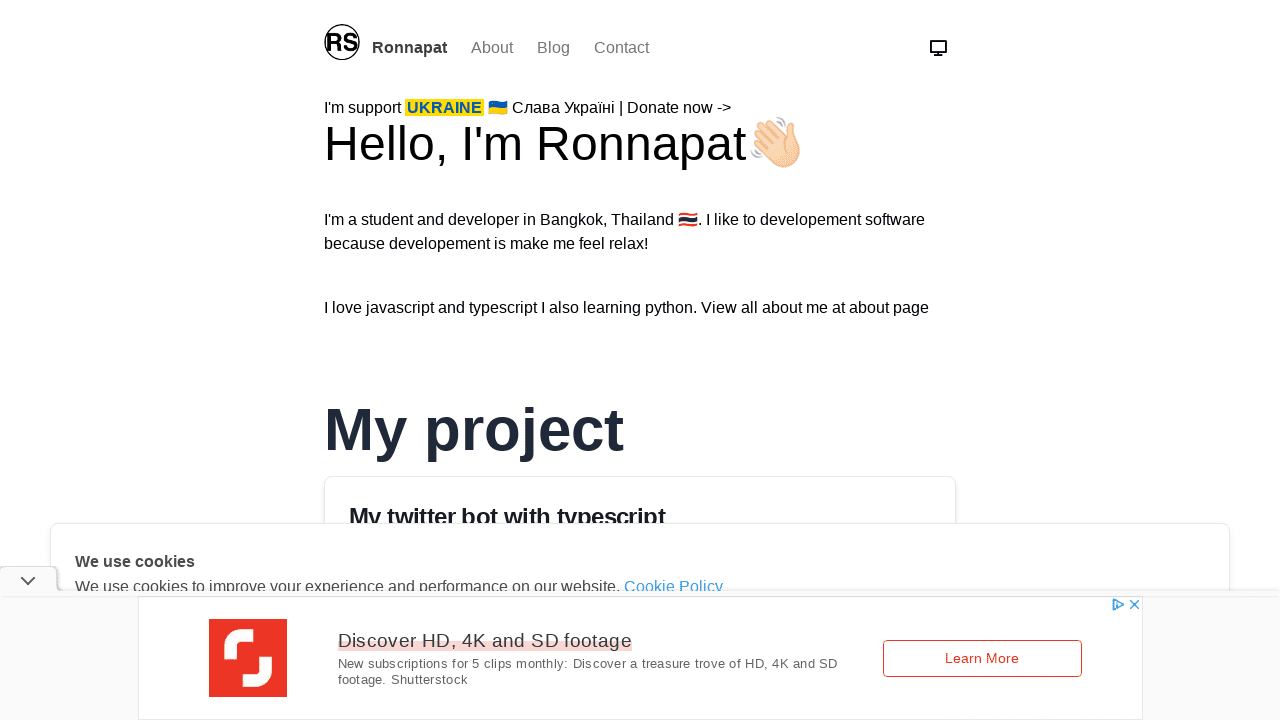 RS
Ronnapat About Blog Contact
I'm support UKRAINE 🇺🇦 Слава Україні | Donate now ->
Hello, I'm Ronnapat👋🏻
I'm a student and developer in Bangkok, Thailand 🇹🇭. I like to developement software
because developement is make me feel relax!
I love javascript and typescript I also learning python. View all about me at about page
My project
My twitter bot with typescript
We use cookies
We use cookies to improve your experience and performance on our website. Cookie Policy
Discover HD, 4K and SD footage
New subscriptions for 5 clips monthly: Discover a treasure trove of HD, 4K and SD
footage. Shutterstock
Learn More